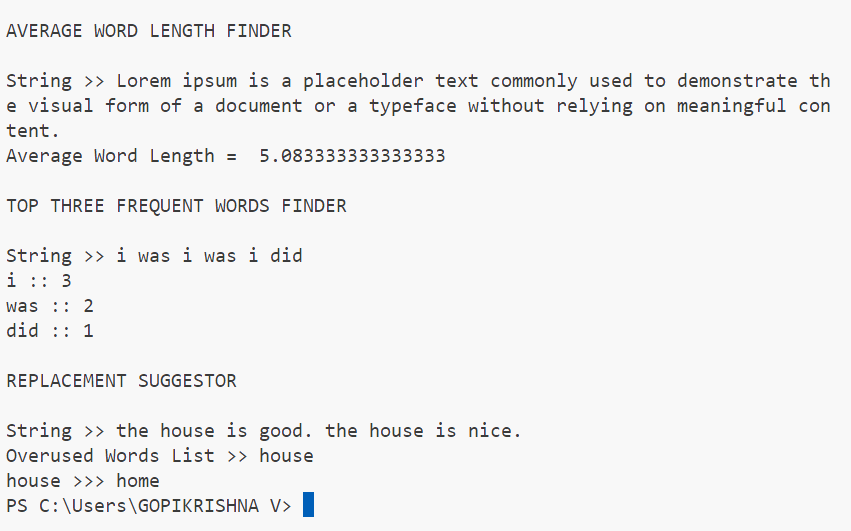 AVERAGE WORD LENGTH FINDER
String >> Lorem ipsum is a placeholder text commonly used to demonstrate th
e visual form of a document or a typeface without relying on meaningful con
tent.
Average Word Length =  5.083333333333333
TOP THREE FREQUENT WORDS FINDER
String >> i was i was i did
i :: 3
was :: 2
did :: 1
REPLACEMENT SUGGESTOR
String >> the house is good. the house is nice.
Overused Words List >> house
house >>> home
PS C:\Users\GOPIKRISHNA V>